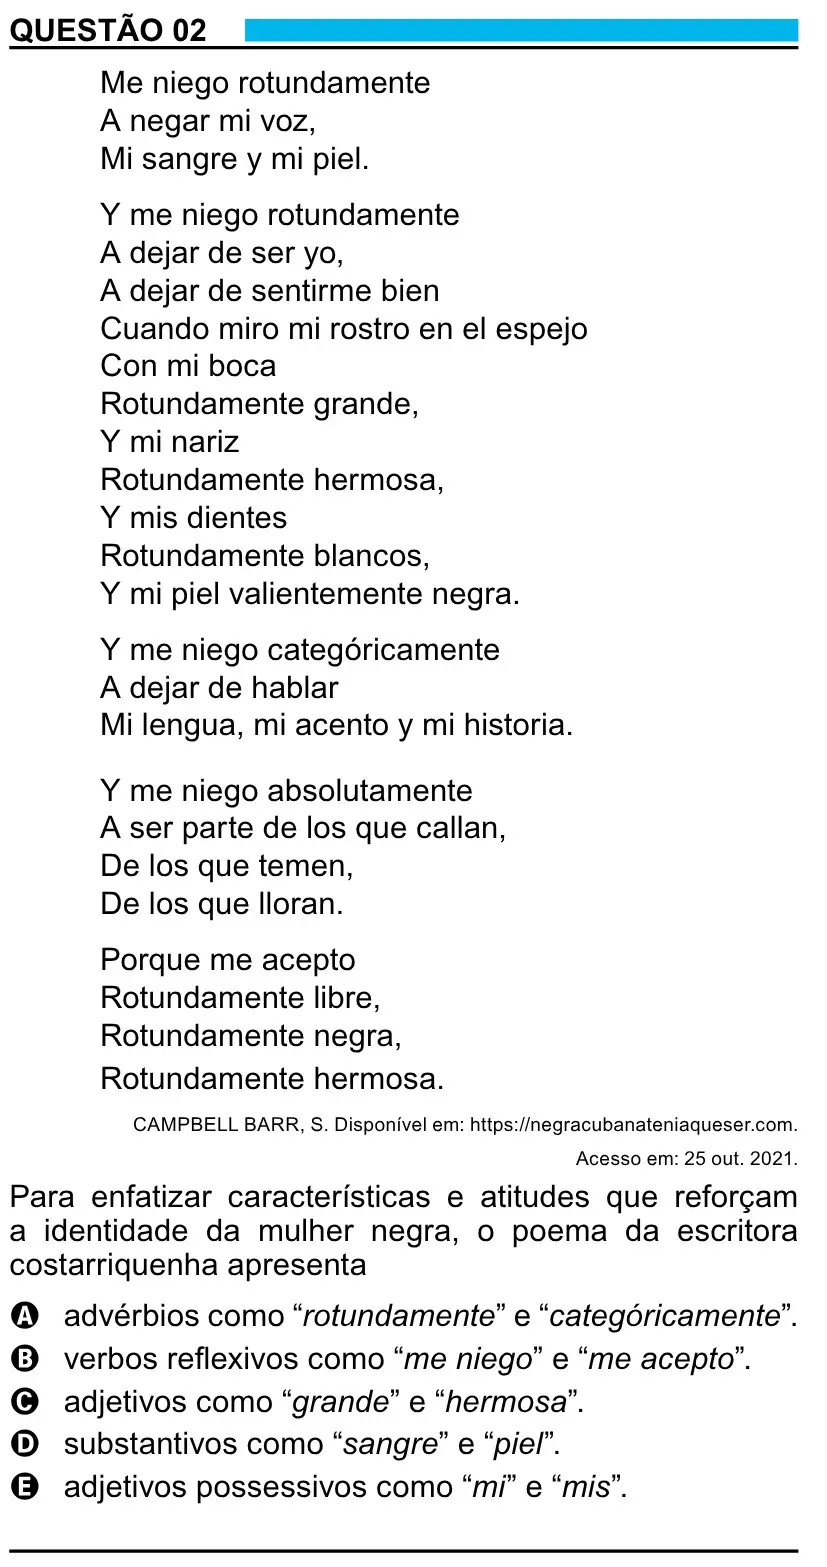 QUESTÃO 02
Me niego rotundamente
A negar mi voz,
Mi sangre y mi piel.
Y me niego rotundamente
A dejar de ser yo,
A dejar de sentirme bien
Cuando miro mi rostro en el espejo
Con mi boca
Rotundamente grande,
Y mi nariz
Rotundamente hermosa,
Y mis dientes
Rotundamente blancos,
Y mi piel valientemente negra.
Y me niego categóricamente
A dejar de hablar
Mi lengua, mi acento y mi historia.
Y me niego absolutamente
A ser parte de los que callan,
De los que temen,
De los que lloran.
Porque me acepto
Rotundamente libre,
Rotundamente negra,
Rotundamente hermosa.
CAMPBELL BARR, S. Disponível em: https://negracubanateniaqueser.com.
Acesso em: 25 out. 2021.
Para enfatizar características e atitudes que reforçam
a identidade da mulher negra, o poema da escritora
costarriquenha apresenta
A advérbios como “rotundamente” e “categóricamente”.
B verbos reflexivos como “me niego” e “me acepto”.
C adjetivos como “grande” e “hermosa”.
D substantivos como “sangre” e “piel”.
E adjetivos possessivos como “mi” e “mis”.